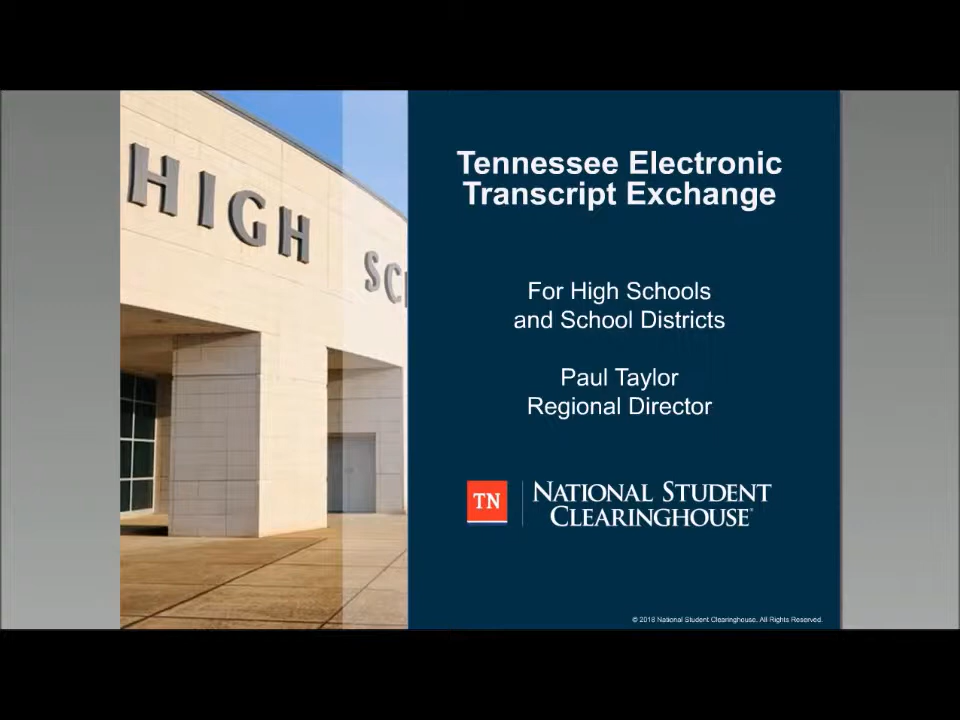 HIGH SC
Tennessee Electronic
Transcript Exchange
For High Schools
and School Districts
Paul Taylor
Regional Director
TN
NATIONAL STUDENT
CLEARINGHOUSE®
© 2016 National Student Clearinghouse. All Rights Reserved.